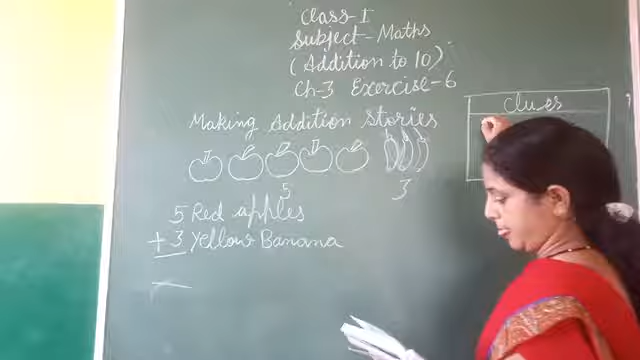 Class-I
Subject-Maths
(Addition to 10)
Ch-3 Exercise-6
clues
Making Addition Stories
5
3
5 Red apples
+3 Yellow Banana